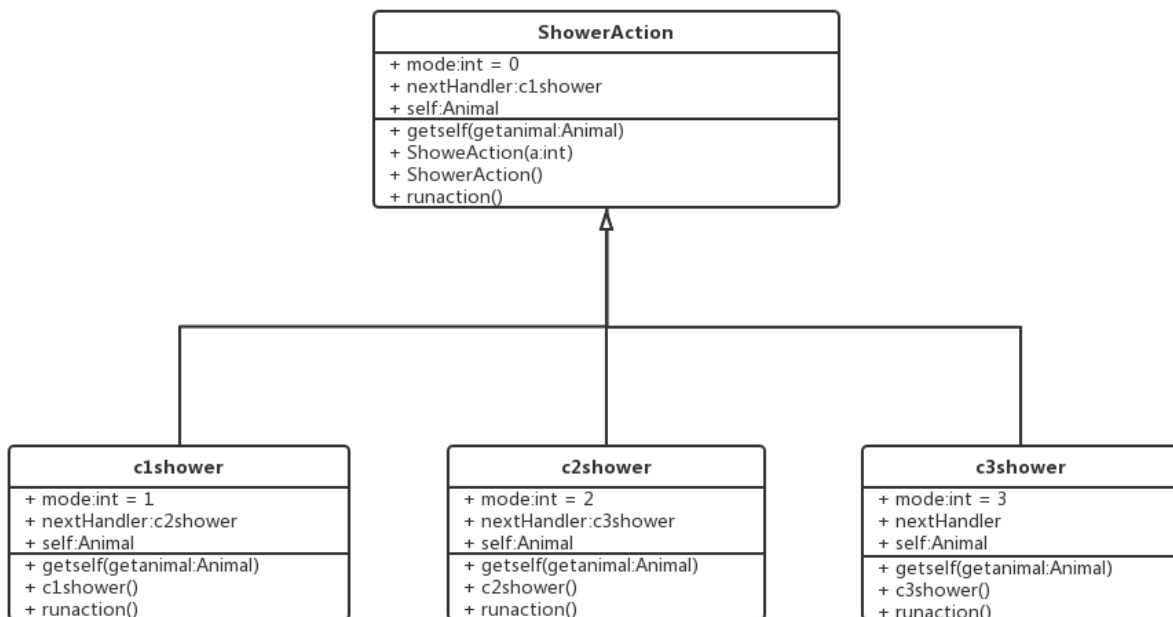 ShowerAction
+ mode:int = 0
+ nextHandler:c1shower
+ self:Animal
+ getself(getanimal:Animal)
+ ShoweAction(a:int)
+ ShowerAction()
+ runaction()
c1shower
+ mode:int = 1
+ nextHandler:c2shower
+ self:Animal
+ getself(getanimal:Animal)
+ c1shower()
+ runaction()
c2shower
+ mode:int = 2
+ nextHandler:c3shower
+ self:Animal
+ getself(getanimal:Animal)
+ c2shower()
+ runaction()
c3shower
+ mode:int = 3
+ nextHandler
+ self:Animal
+ getself(getanimal:Animal)
+ c3shower()
+ runaction()